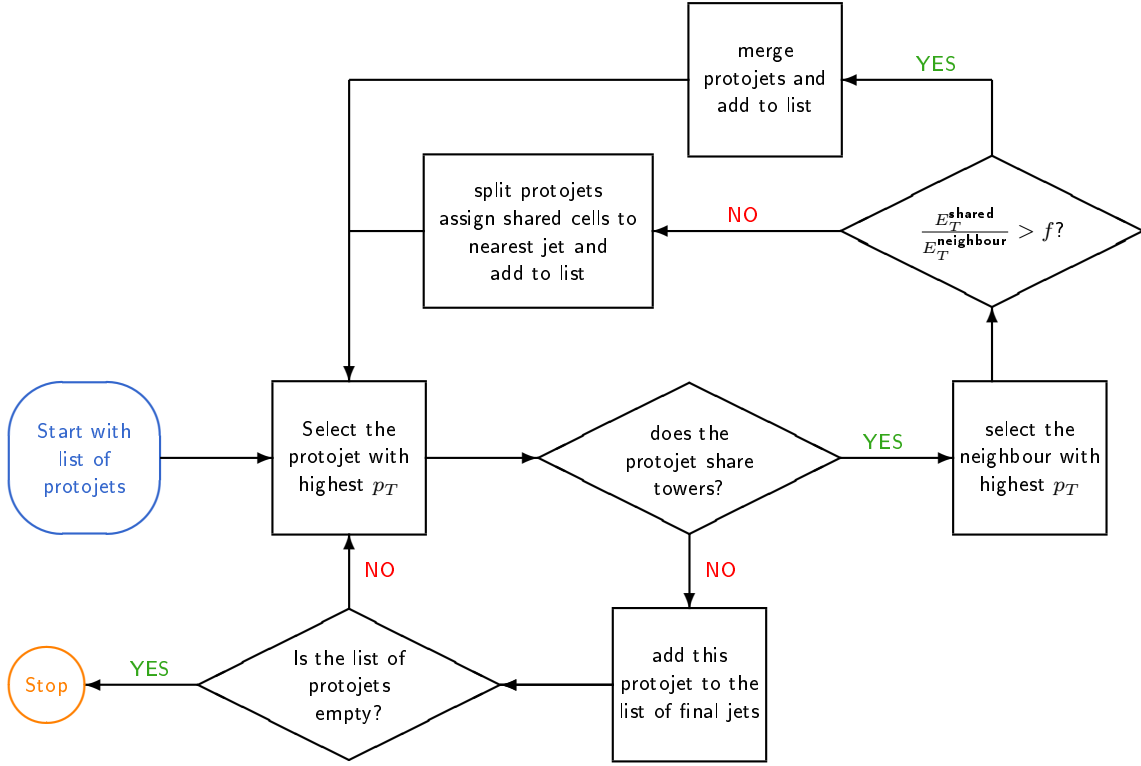 merge
protojets and
add to list
YES
split protojets
assign shared cells to
nearest jet and
add to list
NO
E_T^shared / E_T^neighbour > f?
Start with
list of
protojets
Select the
protojet with
highest p_T
does the
protojet share
towers?
YES
select the
neighbour with
highest p_T
NO
NO
Is the list of
protojets
empty?
YES
Stop
add this
protojet to the
list of final jets